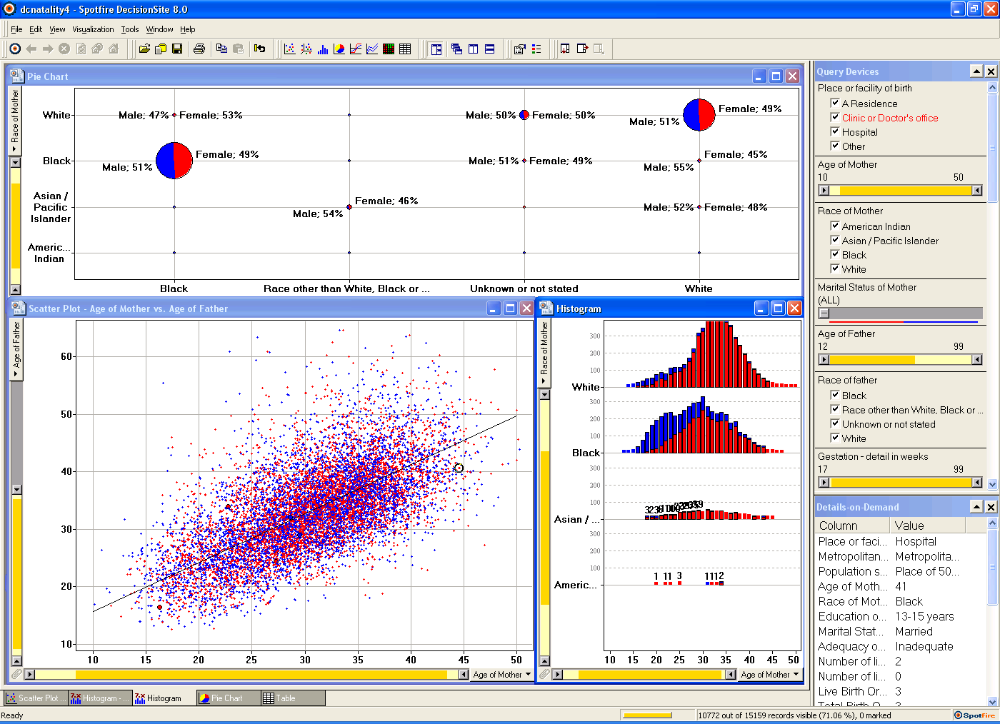 dcnatality4 - Spotfire DecisionSite 8.0
File Edit View Visualization Tools Window Help
Pie Chart
Race of Mother
White
Male; 47% Female; 53%
Male; 50% Female; 50%
Male; 51% Female; 49%
Black
Male; 51% Female; 49%
Male; 51% Female; 49%
Male; 55% Female; 45%
Asian /
Pacific
Islander
Male; 54% Female; 46%
Male; 52% Female; 48%
Americ...
Indian
Black Race other than White, Black or ... Unknown or not stated White
Scatter Plot - Age of Mother vs. Age of Father
Age of Father
60
50
40
30
20
10
10 15 20 25 30 35 40 45 50
Age of Mother
Histogram
Race of Mother
300
200
100
White
300
200
100
Black
300
200
100
Asian / ...
300
200
100
1 11 3 1112
Americ...
10 15 20 25 30 35 40 45 50
Age of Mother
Query Devices
Place or facility of birth
A Residence
Clinic or Doctor's office
Hospital
Other
Age of Mother
10 50
Race of Mother
American Indian
Asian / Pacific Islander
Black
White
Marital Status of Mother
(ALL)
Age of Father
12 99
Race of father
Black
Race other than White, Black or ...
Unknown or not stated
White
Gestation - detail in weeks
17 99
Details-on-Demand
Column Value
Place or faci... Hospital
Metropolitan... Metropolita...
Population s... Place of 50...
Age of Moth... 41
Race of Mot... Black
Education o... 13-15 years
Marital Stat... Married
Adequacy o... Inadequate
Number of li... 2
Number of li... 0
Live Birth Or... 3
Total Birth O... 3
Scatter Plot ... Histogram - ... Histogram Pie Chart Table
Ready
10772 out of 15159 records visible (71.06 %), 0 marked
Spotfire